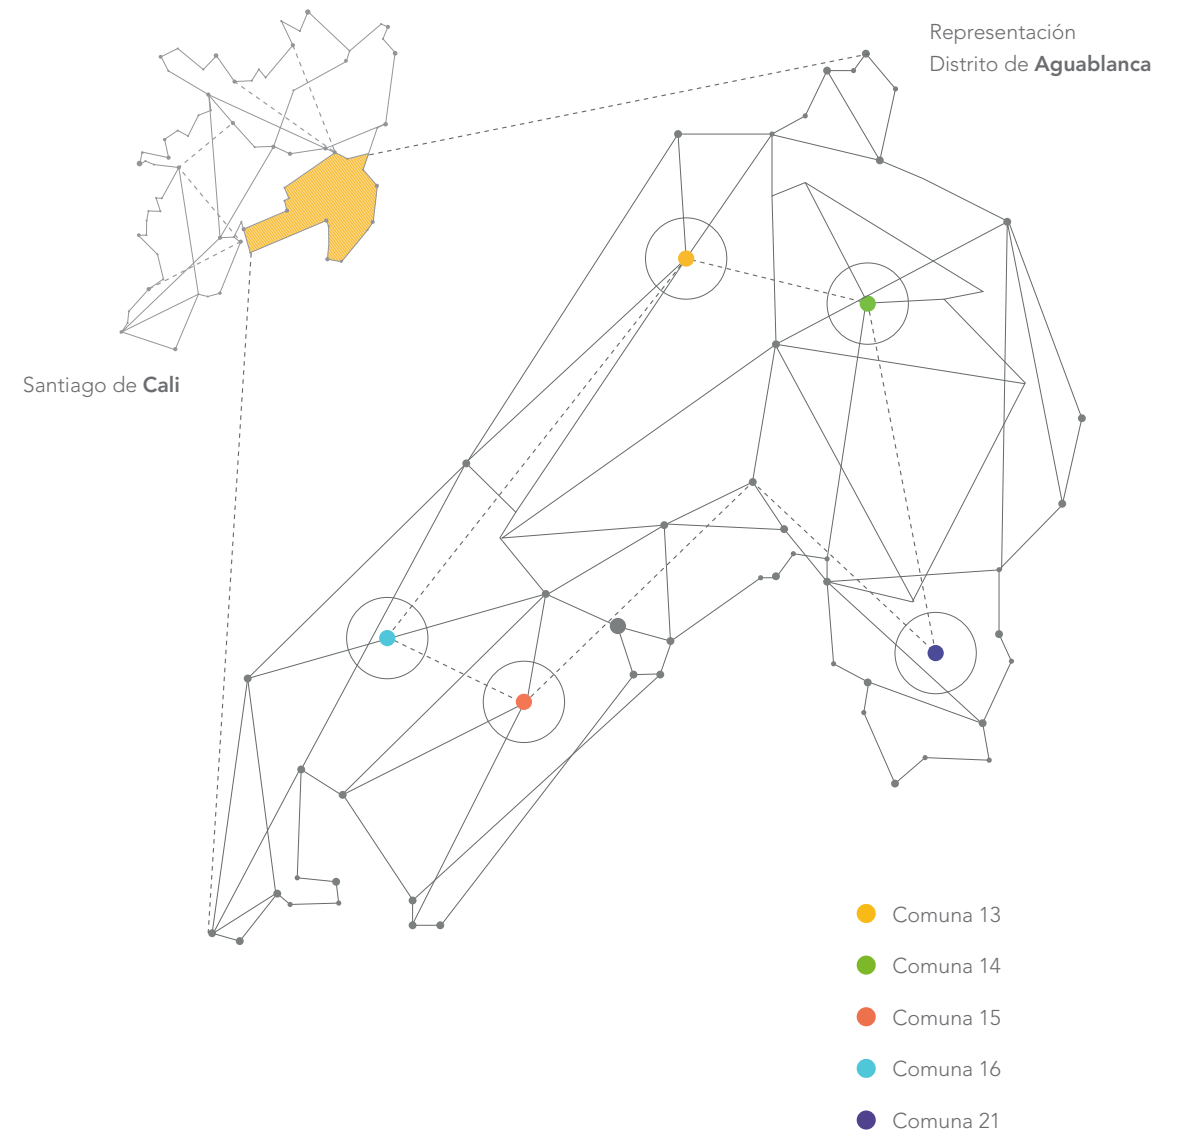 Representación
Distrito de Aguablanca
Santiago de Cali
Comuna 13
Comuna 14
Comuna 15
Comuna 16
Comuna 21